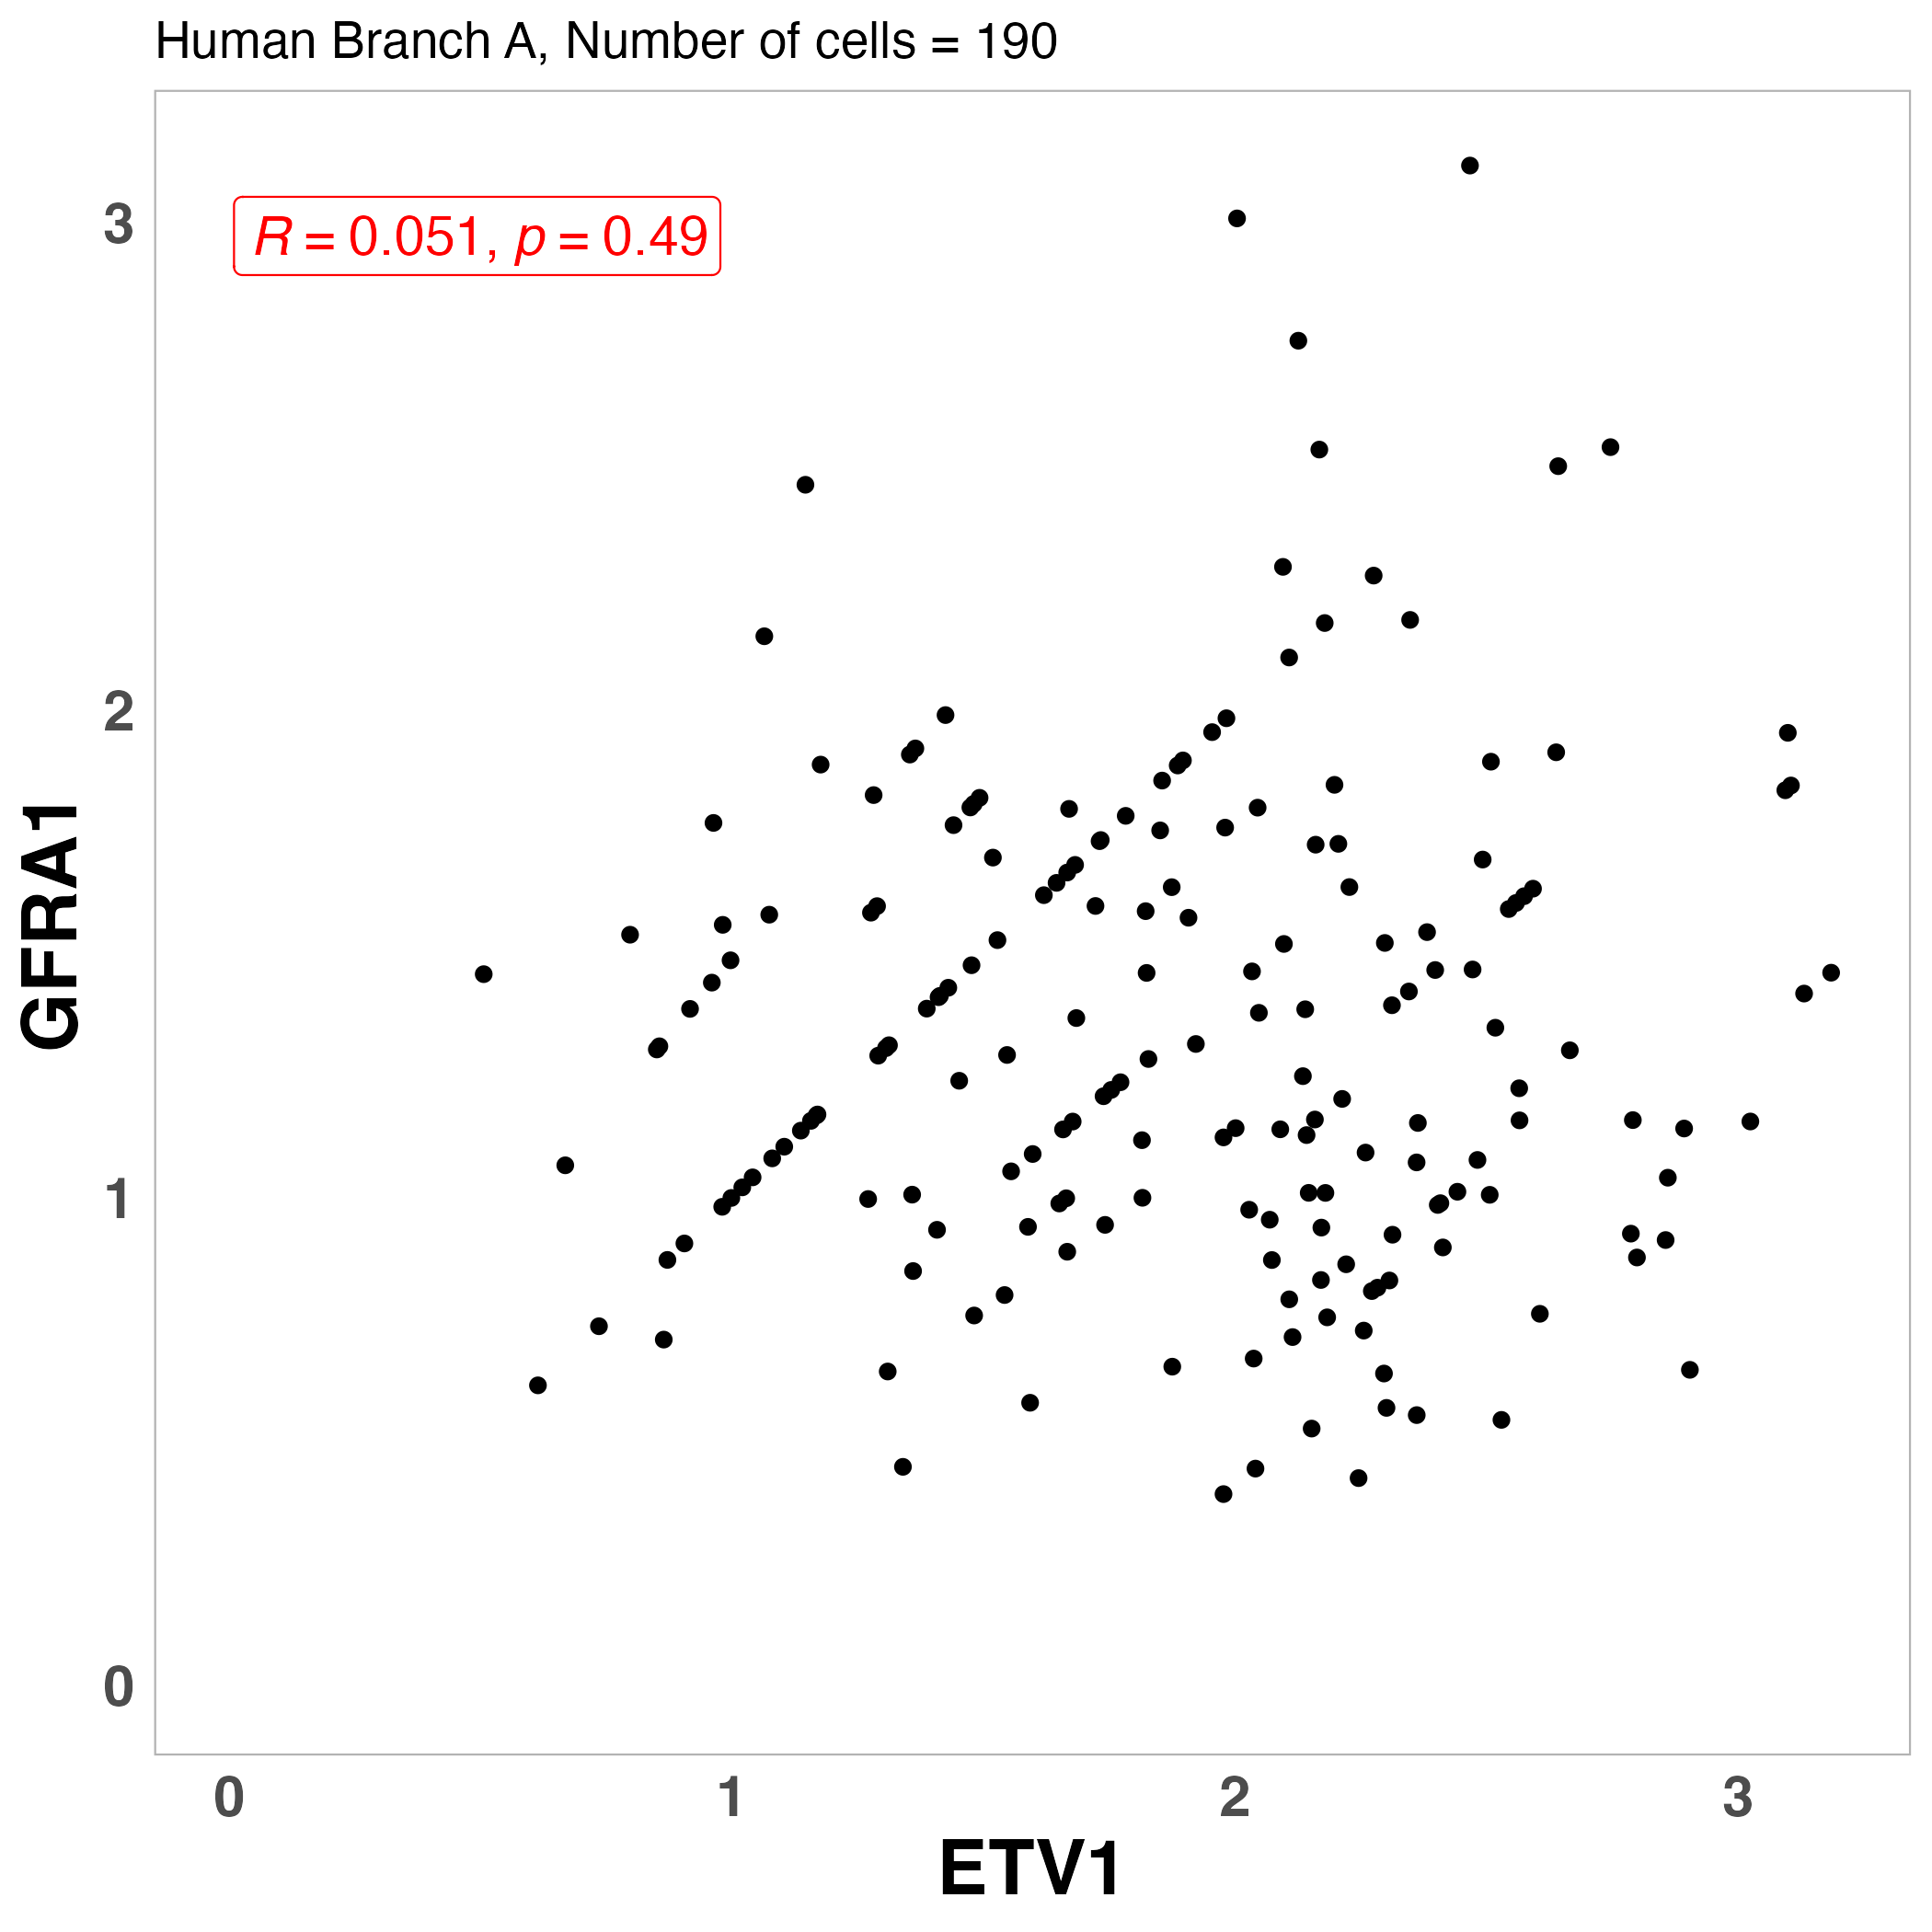 Human Branch A, Number of cells = 190
R = 0.051, p = 0.49
3
2
1
0
GFRA1
0 1 2 3
ETV1